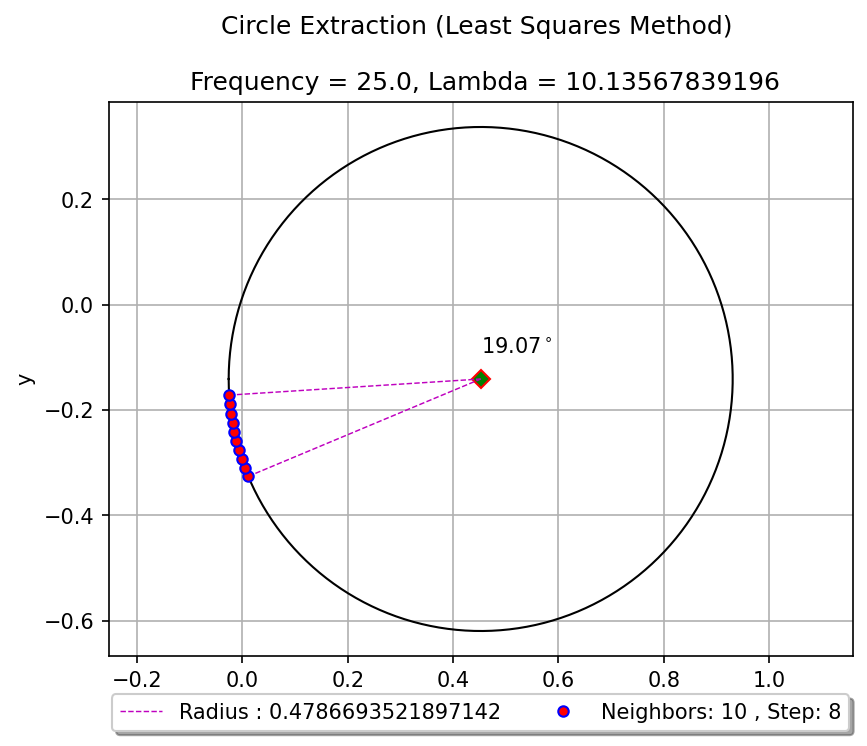 Circle Extraction (Least Squares Method)
Frequency = 25.0, Lambda = 10.13567839196
0.2
0.0
−0.2
−0.4
−0.6
y
19.07°
−0.2 0.0 0.2 0.4 0.6 0.8 1.0
Radius : 0.4786693521897142 Neighbors: 10 , Step: 8